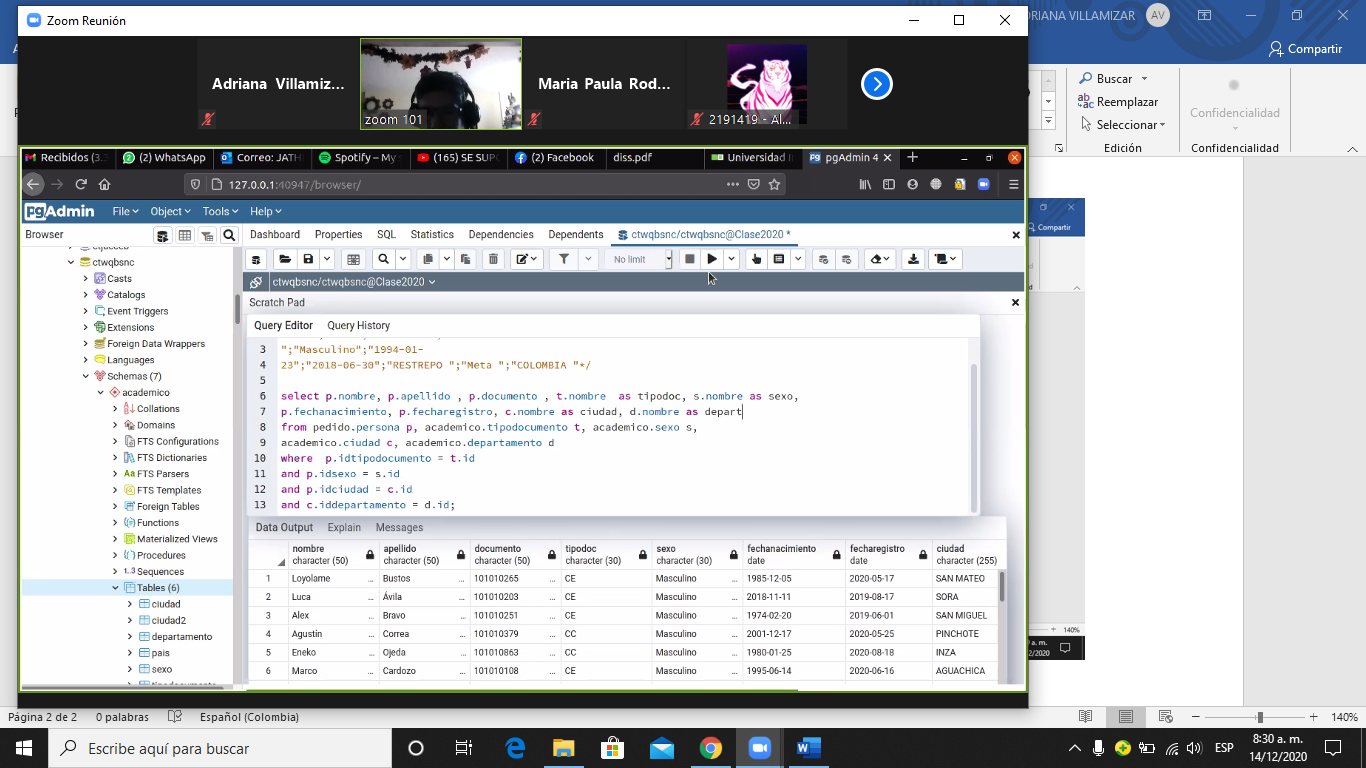 Zoom Reunión
DRIANA VILLAMIZAR AV
Compartir
Adriana Villamiz...
zoom 101
Maria Paula Rod...
2191419 - Al...
Buscar
Reemplazar
Seleccionar
Edición
Confidencialidad
Confidencialidad
Recibidos (3.
(2) WhatsApp
Correo: JATH
Spotify – My
(165) SE SUP
(2) Facebook
diss.pdf
Universidad I
pgAdmin 4
127.0.0.1:40947/browser/
pgAdmin File Object Tools Help
Browser
Dashboard Properties SQL Statistics Dependencies Dependents ctwqbsnc/ctwqbsnc@Clase2020 *
No limit
ctwqbsnc/ctwqbsnc@Clase2020
Scratch Pad
Query Editor Query History
ctwqbsnc
Casts
Catalogs
Event Triggers
Extensions
Foreign Data Wrappers
Languages
Schemas (7)
academico
Collations
Domains
FTS Configurations
FTS Dictionaries
FTS Parsers
FTS Templates
Foreign Tables
Functions
Materialized Views
Procedures
Sequences
Tables (6)
ciudad
ciudad2
departamento
pais
sexo
tipodocumento
3 ";"Masculino";"1994-01-
4 23";"2018-06-30";"RESTREPO ";"Meta ";"COLOMBIA "*/
5
6 select p.nombre, p.apellido , p.documento , t.nombre as tipodoc, s.nombre as sexo,
7 p.fechanacimiento, p.fecharegistro, c.nombre as ciudad, d.nombre as depart
8 from pedido.persona p, academico.tipodocumento t, academico.sexo s,
9 academico.ciudad c, academico.departamento d
10 where p.idtipodocumento = t.id
11 and p.idsexo = s.id
12 and p.idciudad = c.id
13 and c.iddepartamento = d.id;
Data Output Explain Messages
nombre apellido documento tipodoc sexo fechanacimiento fecharegistro ciudad
character (50) character (50) character (50) character (30) character (30) date date character (255)
1 Loyolame ... Bustos ... 101010265 ... CE ... Masculino ... 1985-12-05 2020-05-17 SAN MATEO
2 Luca ... Ávila ... 101010203 ... CE ... Masculino ... 2018-11-11 2019-08-17 SORA
3 Alex ... Bravo ... 101010251 ... CE ... Masculino ... 1974-02-20 2019-06-01 SAN MIGUEL
4 Agustín ... Correa ... 101010379 ... CC ... Masculino ... 2001-12-17 2020-05-25 PINCHOTE
5 Eneko ... Ojeda ... 101010863 ... CC ... Masculino ... 1980-01-25 2020-08-18 INZA
6 Marco ... Cardozo ... 101010108 ... CE ... Masculino ... 1995-06-14 2020-06-16 AGUACHICA
Compartir
140%
Página 2 de 2 0 palabras Español (Colombia) 140%
Escribe aquí para buscar
ESP
8:30 a. m.
14/12/2020